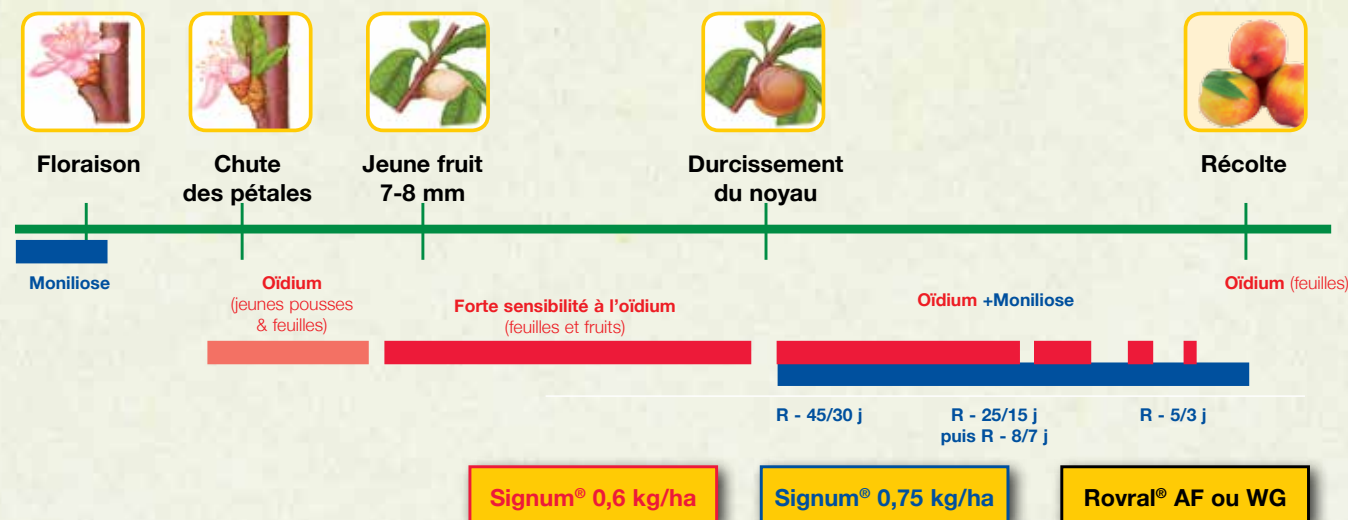 Floraison
Chute
des pétales
Jeune fruit
7-8 mm
Durcissement
du noyau
Récolte
Moniliose
Oïdium
(jeunes pousses
& feuilles)
Forte sensibilité à l’oïdium
(feuilles et fruits)
Oïdium +Moniliose
Oïdium (feuilles)
R - 45/30 j
R - 25/15 j
puis R - 8/7 j
R - 5/3 j
Signum® 0,6 kg/ha
Signum® 0,75 kg/ha
Rovral® AF ou WG